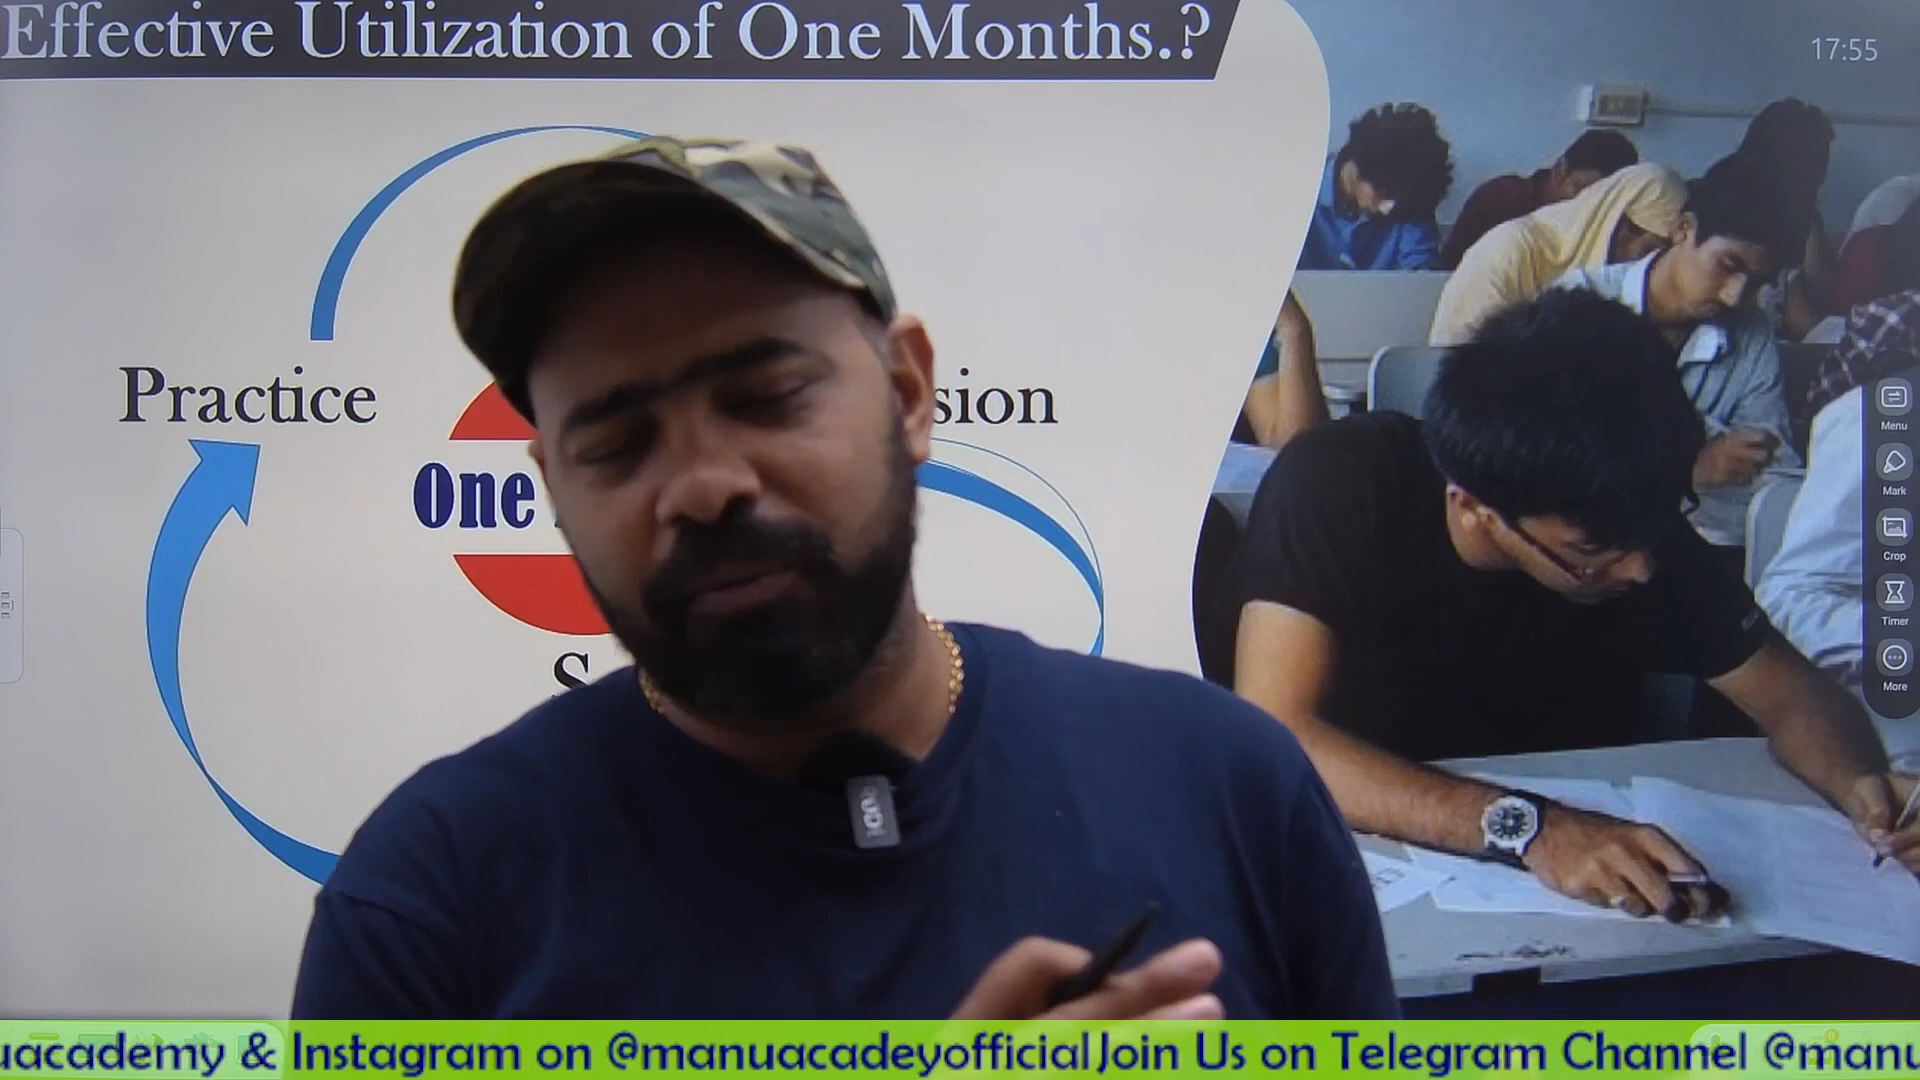 Effective Utilization of One Months.?
17:55
Practice
sion
One
S
Menu
Mark
Crop
Timer
More
uacademy & Instagram on @manuacadeyofficial Join Us on Telegram Channel @manu